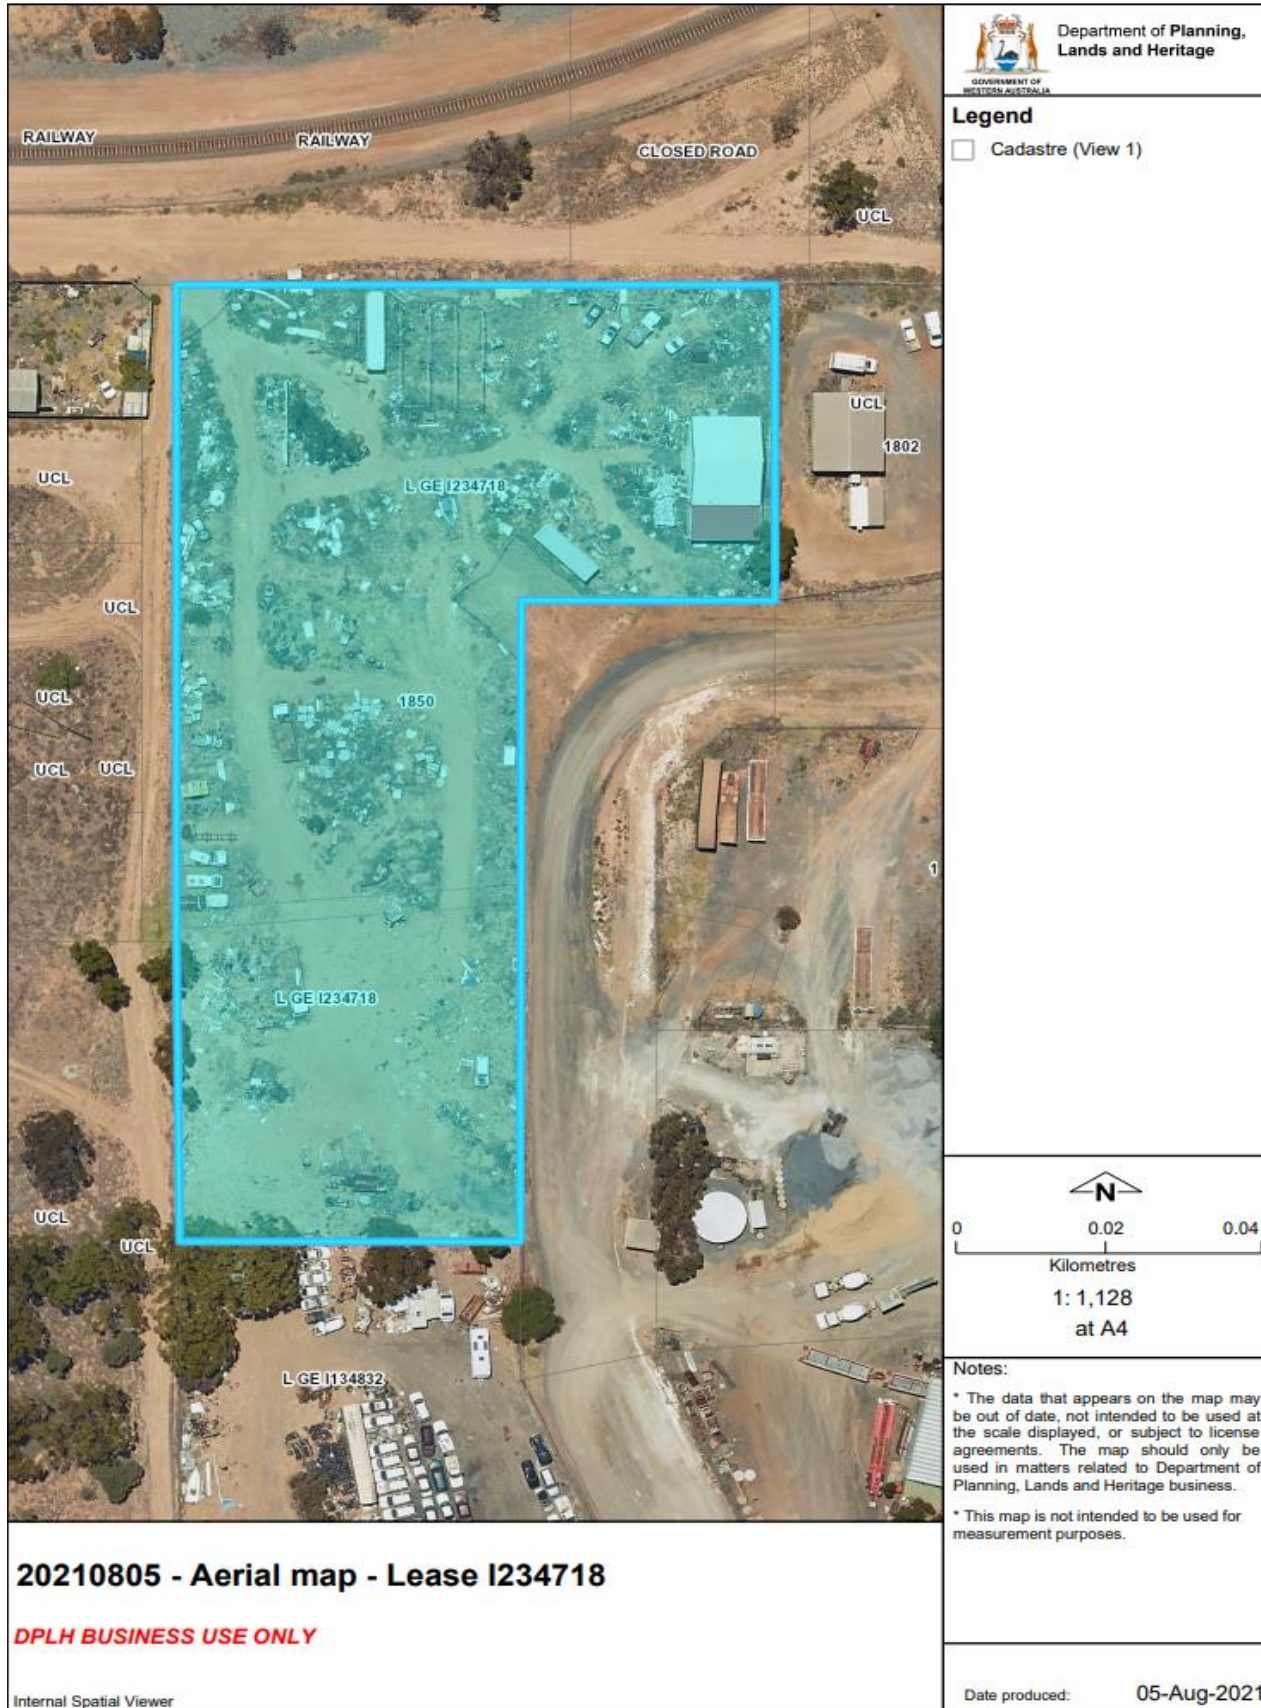 RAILWAY
RAILWAY
CLOSED ROAD
UCL
UCL
1802
UCL
L GE I234718
UCL
UCL
1850
UCL
UCL
1
L GE I234718
UCL
UCL
L GE I134832
Department of Planning,
Lands and Heritage
GOVERNMENT OF
WESTERN AUSTRALIA
Legend
Cadastre (View 1)
N
0 0.02 0.04
Kilometres
1: 1,128
at A4
Notes:
* The data that appears on the map may
be out of date, not intended to be used at
the scale displayed, or subject to license
agreements. The map should only be
used in matters related to Department of
Planning, Lands and Heritage business.
* This map is not intended to be used for
measurement purposes.
20210805 - Aerial map - Lease I234718
DPLH BUSINESS USE ONLY
Internal Spatial Viewer
Date produced: 05-Aug-2021